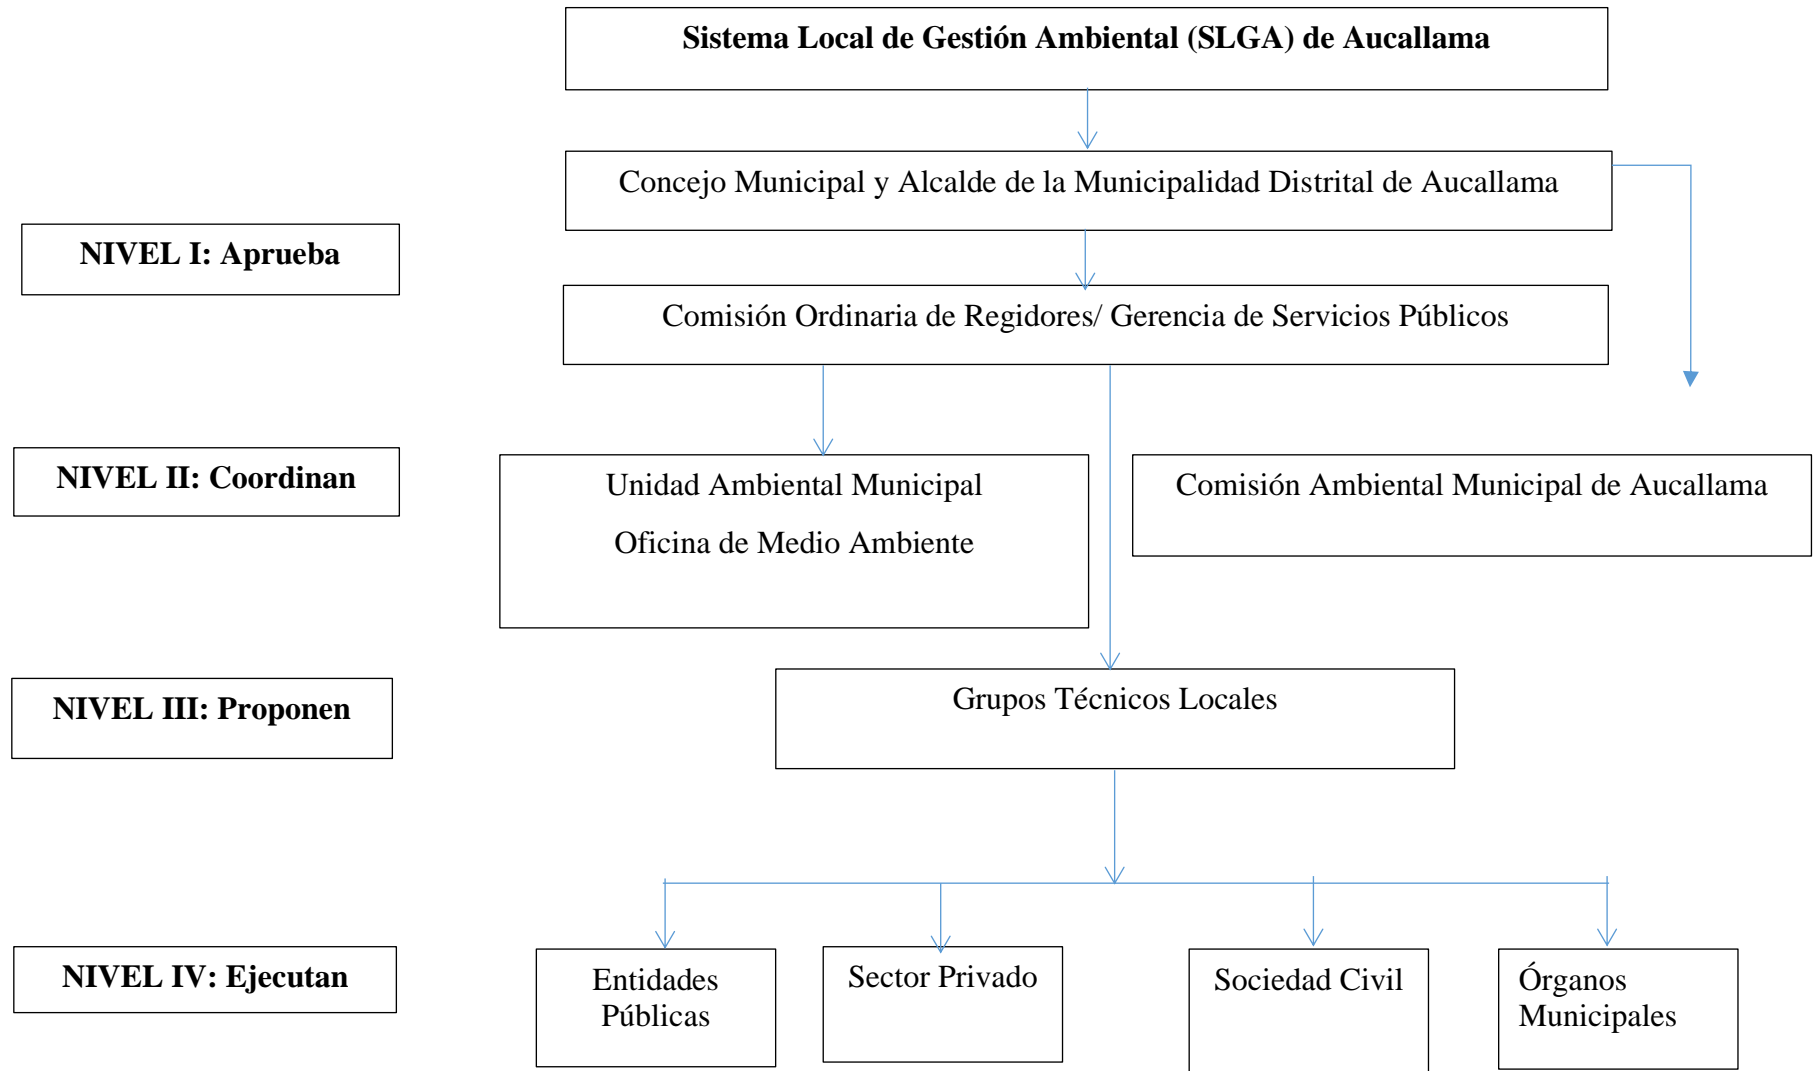 Sistema Local de Gestión Ambiental (SLGA) de Aucallama
Concejo Municipal y Alcalde de la Municipalidad Distrital de Aucallama
NIVEL I: Aprueba
Comisión Ordinaria de Regidores/ Gerencia de Servicios Públicos
NIVEL II: Coordinan
Unidad Ambiental Municipal
Oficina de Medio Ambiente
Comisión Ambiental Municipal de Aucallama
NIVEL III: Proponen
Grupos Técnicos Locales
NIVEL IV: Ejecutan
Entidades
Públicas
Sector Privado
Sociedad Civil
Órganos
Municipales